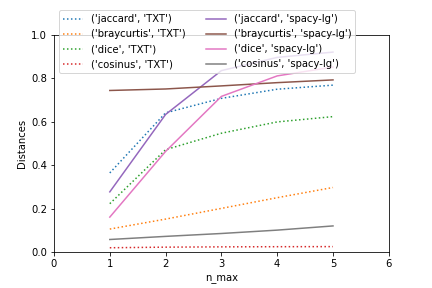 ('jaccard', 'TXT') ('jaccard', 'spacy-lg')
('braycurtis', 'TXT') ('braycurtis', 'spacy-lg')
('dice', 'TXT') ('dice', 'spacy-lg')
('cosinus', 'TXT') ('cosinus', 'spacy-lg')
1.0
0.8
0.6
0.4
0.2
0.0
Distances
0 1 2 3 4 5 6
n_max